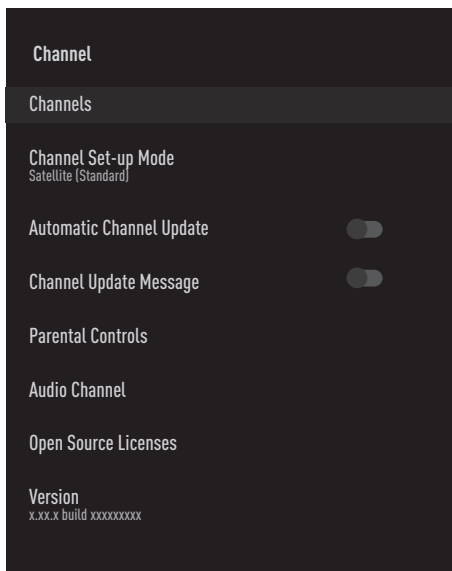 Channel
Channels
Channel Set-up Mode
Satellite (Standard)
Automatic Channel Update
Channel Update Message
Parental Controls
Audio Channel
Open Source Licenses
Version
x.xx.x build xxxxxxxxx